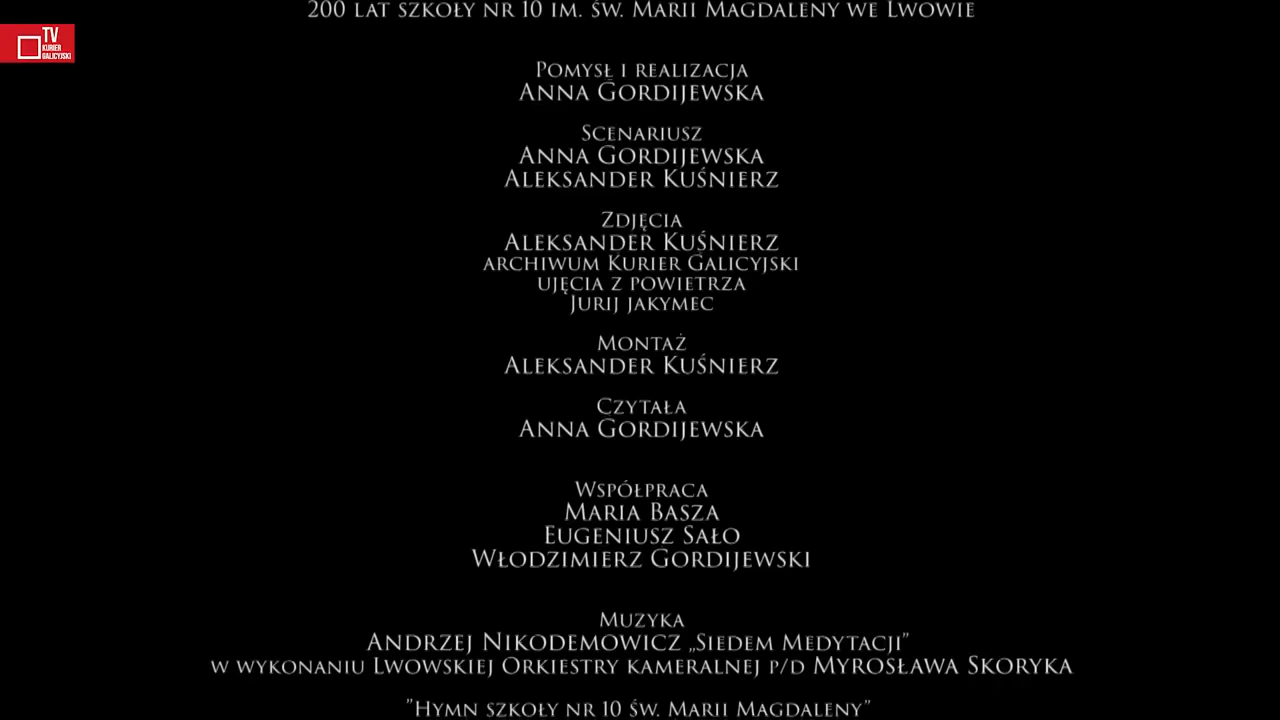 200 LAT SZKOŁY NR 10 IM. ŚW. MARII MAGDALENY WE LWOWIE
TV
KURIER
GALICYJSKI
POMYSŁ I REALIZACJA
ANNA GORDIJEWSKA
SCENARIUSZ
ANNA GORDIJEWSKA
ALEKSANDER KUŚNIERZ
ZDJĘCIA
ALEKSANDER KUŚNIERZ
ARCHIWUM KURIER GALICYJSKI
UJĘCIA Z POWIETRZA
JURIJ JAKYMEC
MONTAŻ
ALEKSANDER KUŚNIERZ
CZYTAŁA
ANNA GORDIJEWSKA
WSPÓŁPRACA
MARIA BASZA
EUGENIUSZ SAŁO
WŁODZIMIERZ GORDIJEWSKI
MUZYKA
ANDRZEJ NIKODEMOWICZ „SIEDEM MEDYTACJI”
W WYKONANIU LWOWSKIEJ ORKIESTRY KAMERALNEJ P/D MYROSŁAWA SKORYKA
”HYMN SZKOŁY NR 10 ŚW. MARII MAGDALENY”